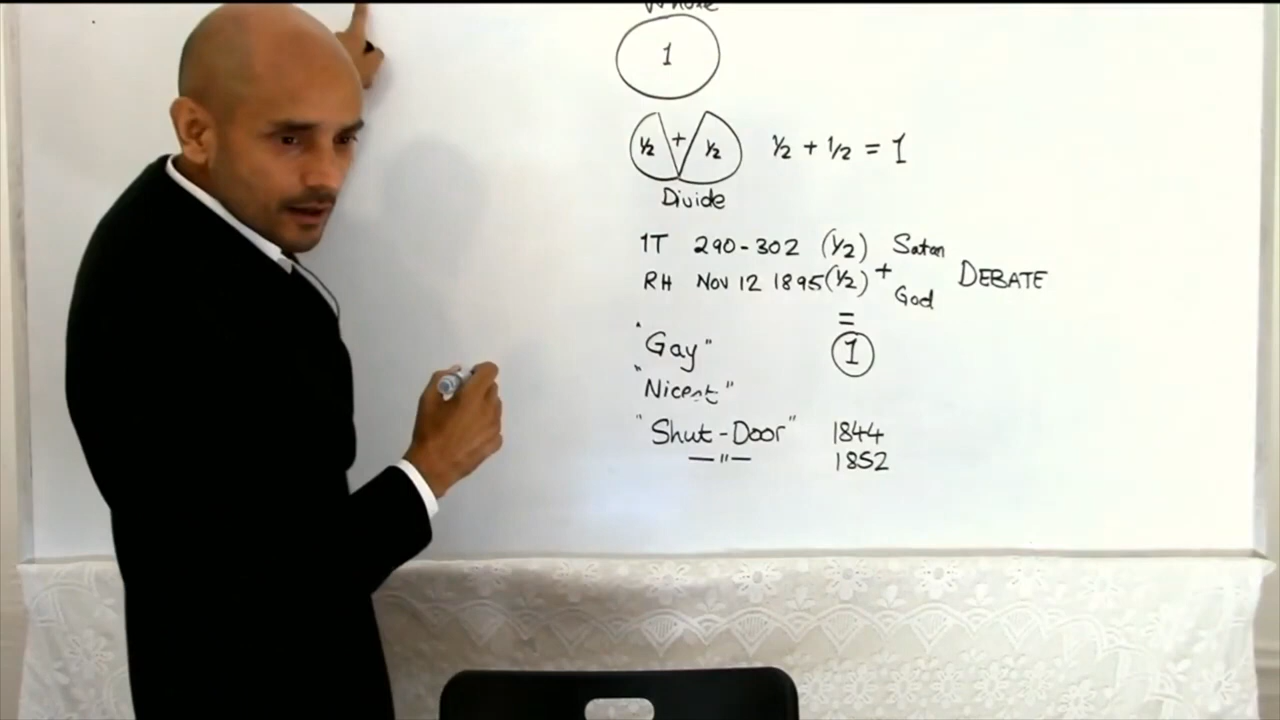 Whole
1
½ + ½ ½ + 1/2 = 1
Divide
1T 290-302 (½) Satan
RH Nov 12 1895 (½) + God DEBATE
=
"Gay" 1
"Nicest"
"Shut-Door" 1844
—"— 1852